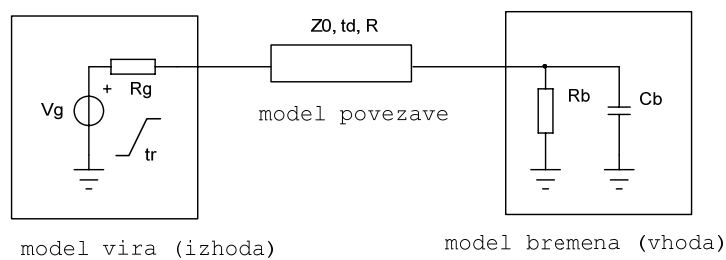 Z0, td, R
+
Rg
Vg
tr
model povezave
Rb
Cb
model vira (izhoda)
model bremena (vhoda)